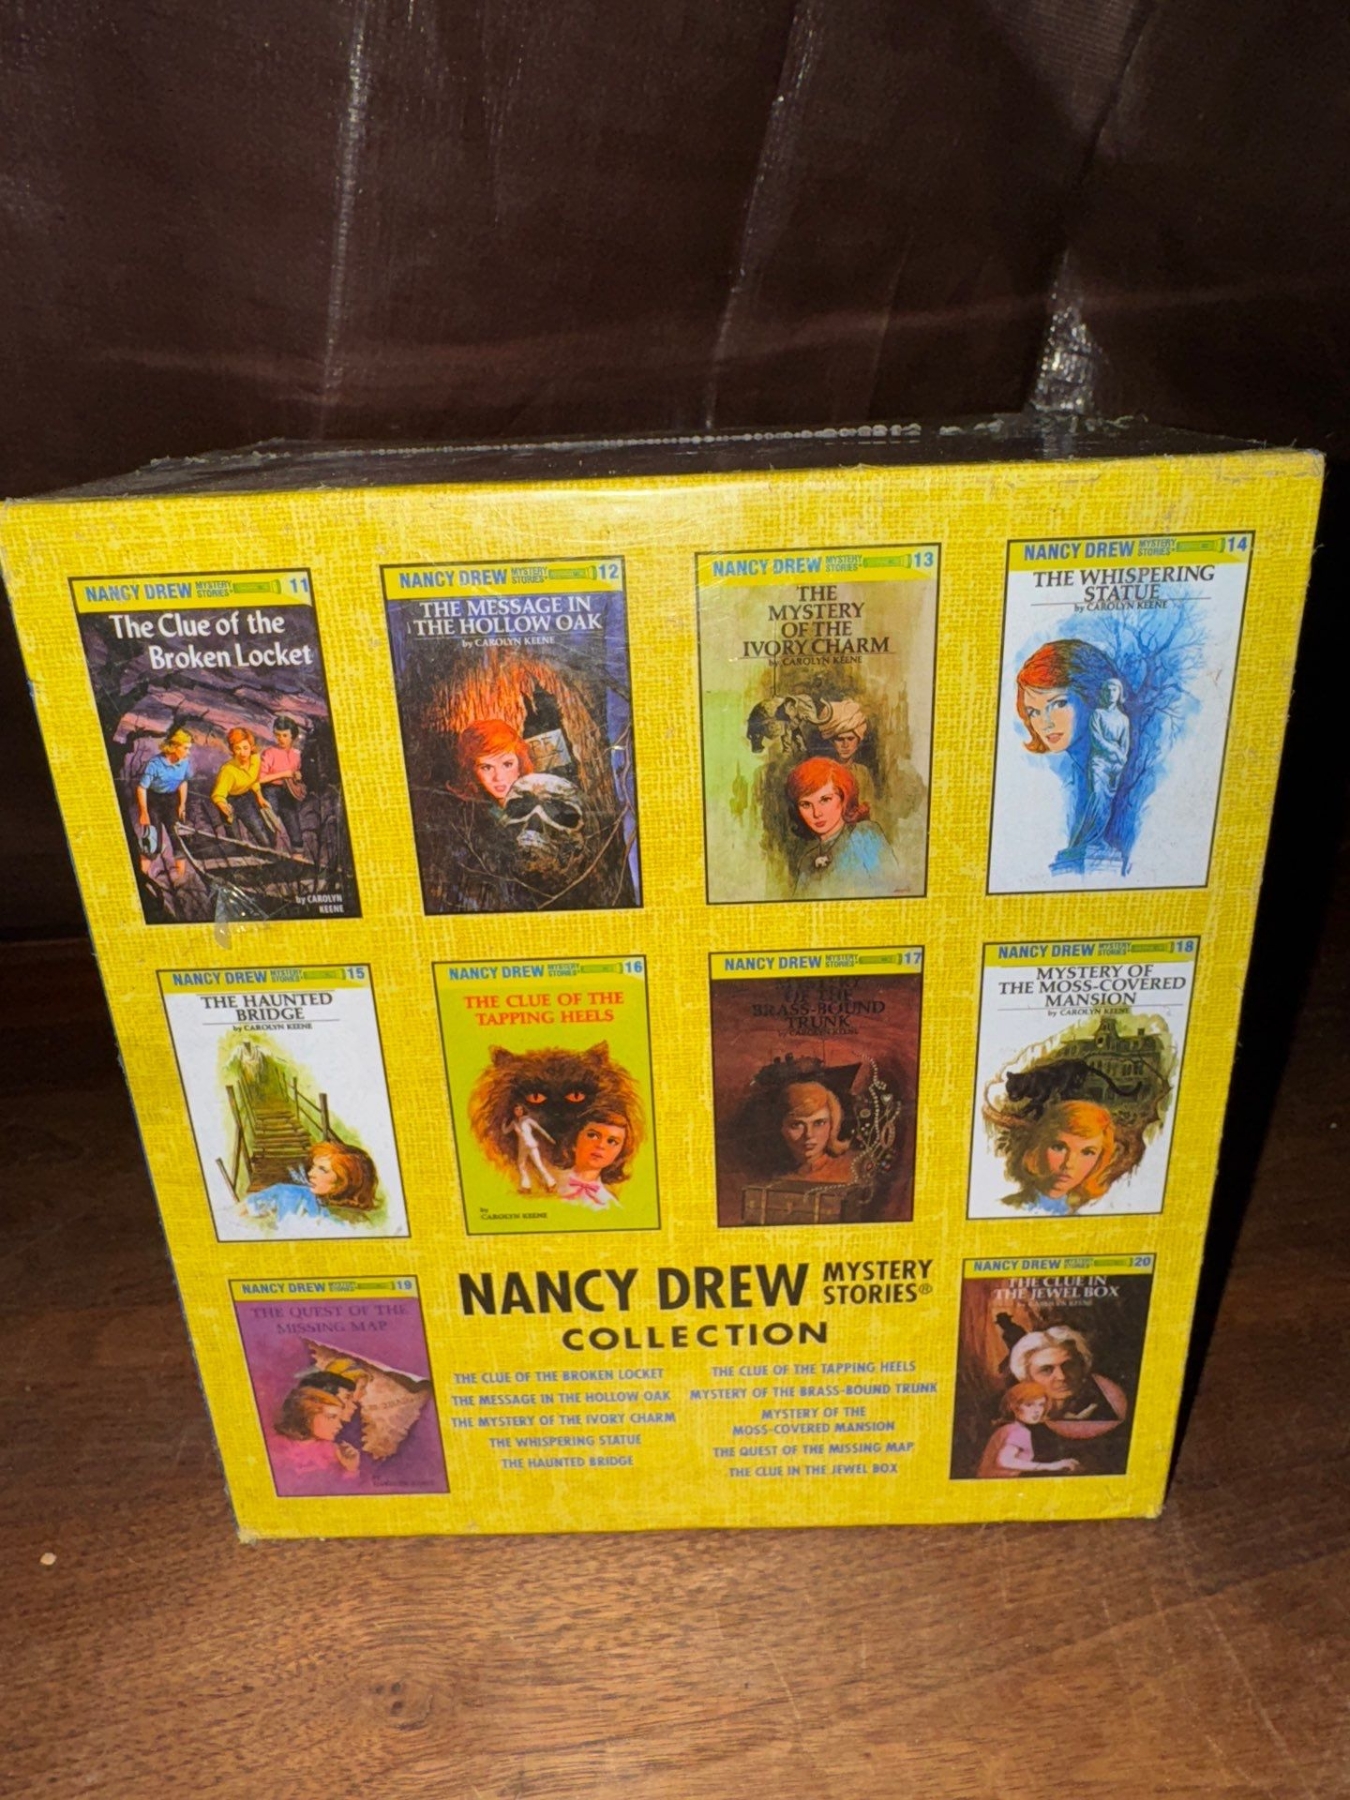 NANCY DREW MYSTERY STORIES 11
The Clue of the
Broken Locket
by CAROLYN
KEENE
NANCY DREW MYSTERY STORIES 12
THE MESSAGE IN
THE HOLLOW OAK
by CAROLYN KEENE
NANCY DREW MYSTERY STORIES 13
THE
MYSTERY
OF THE
IVORY CHARM
by CAROLYN KEENE
NANCY DREW MYSTERY STORIES 14
THE WHISPERING
STATUE
by CAROLYN KEENE
NANCY DREW MYSTERY STORIES 15
THE HAUNTED
BRIDGE
by CAROLYN KEENE
NANCY DREW MYSTERY STORIES 16
THE CLUE OF THE
TAPPING HEELS
by
CAROLYN KEENE
NANCY DREW MYSTERY STORIES 17
MYSTERY
OF THE
BRASS-BOUND
TRUNK
by CAROLYN KEENE
NANCY DREW MYSTERY STORIES 18
MYSTERY OF
THE MOSS-COVERED
MANSION
by CAROLYN KEENE
NANCY DREW MYSTERY STORIES 19
THE QUEST OF THE
MISSING MAP
NANCY DREW MYSTERY STORIES®
COLLECTION
THE CLUE OF THE BROKEN LOCKET
THE MESSAGE IN THE HOLLOW OAK
THE MYSTERY OF THE IVORY CHARM
THE WHISPERING STATUE
THE HAUNTED BRIDGE
THE CLUE OF THE TAPPING HEELS
MYSTERY OF THE BRASS-BOUND TRUNK
MYSTERY OF THE
MOSS-COVERED MANSION
THE QUEST OF THE MISSING MAP
THE CLUE IN THE JEWEL BOX
NANCY DREW MYSTERY STORIES 20
THE CLUE IN
THE JEWEL BOX
by CAROLYN KEENE